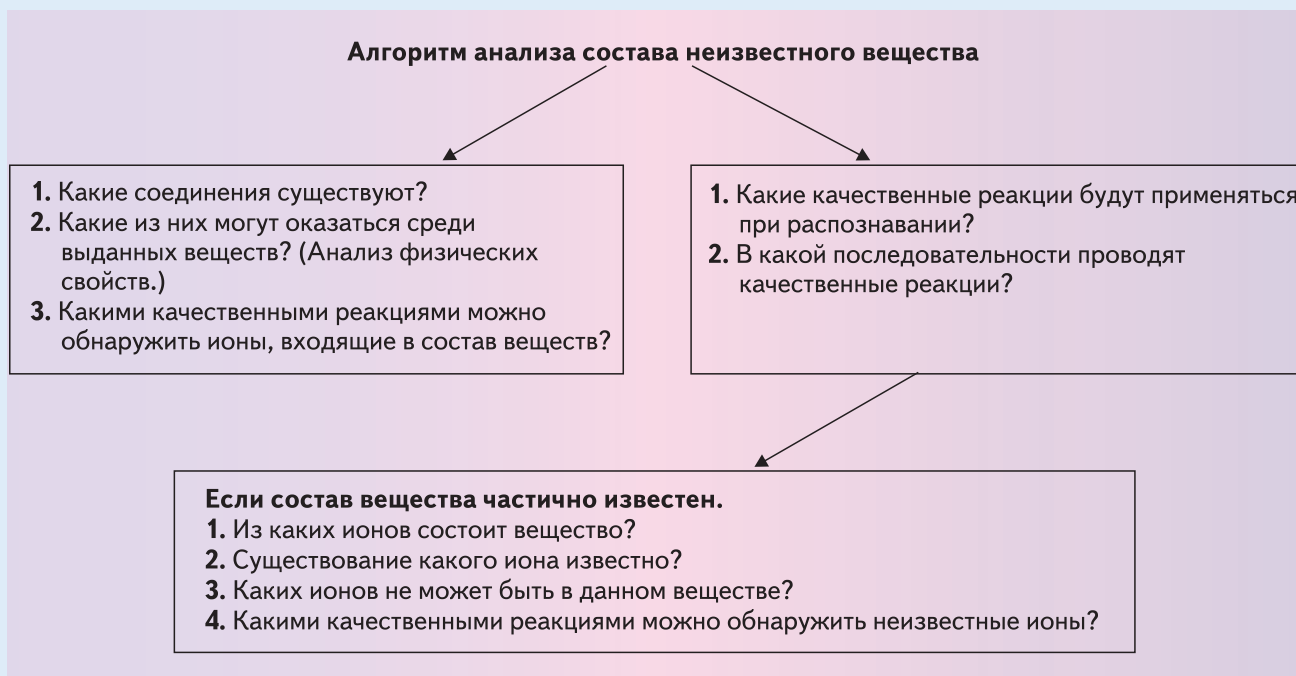 Алгоритм анализа состава неизвестного вещества
1. Какие соединения существуют?
2. Какие из них могут оказаться среди
выданных веществ? (Анализ физических
свойств.)
3. Какими качественными реакциями можно
обнаружить ионы, входящие в состав веществ?
1. Какие качественные реакции будут применяться
при распознавании?
2. В какой последовательности проводят
качественные реакции?
Если состав вещества частично известен.
1. Из каких ионов состоит вещество?
2. Существование какого иона известно?
3. Каких ионов не может быть в данном веществе?
4. Какими качественными реакциями можно обнаружить неизвестные ионы?